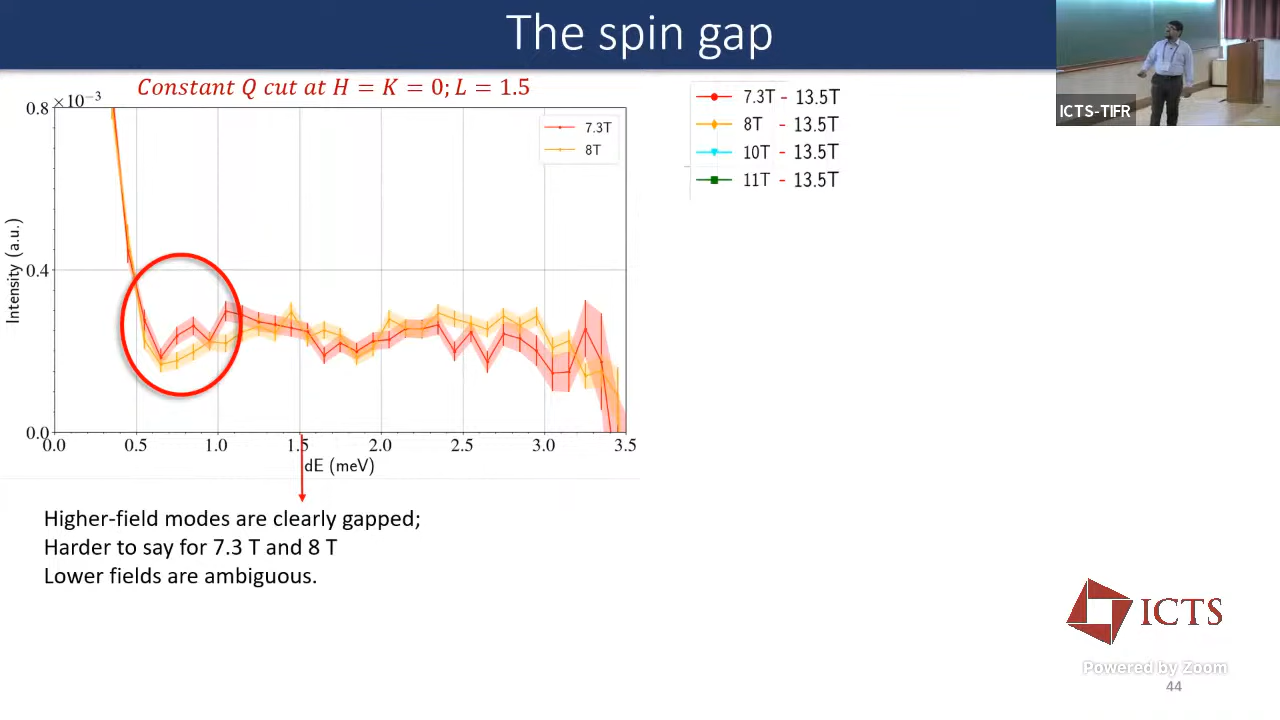 The spin gap
Constant Q cut at H = K = 0; L = 1.5
×10⁻³
0.8
0.4
0.0
Intensity (a.u.)
7.3T
8T
0.0 0.5 1.0 1.5 2.0 2.5 3.0 3.5
dE (meV)
7.3T - 13.5T
8T - 13.5T
10T - 13.5T
11T - 13.5T
ICTS-TIFR
Higher-field modes are clearly gapped;
Harder to say for 7.3 T and 8 T
Lower fields are ambiguous.
ICTS
Powered by Zoom
44